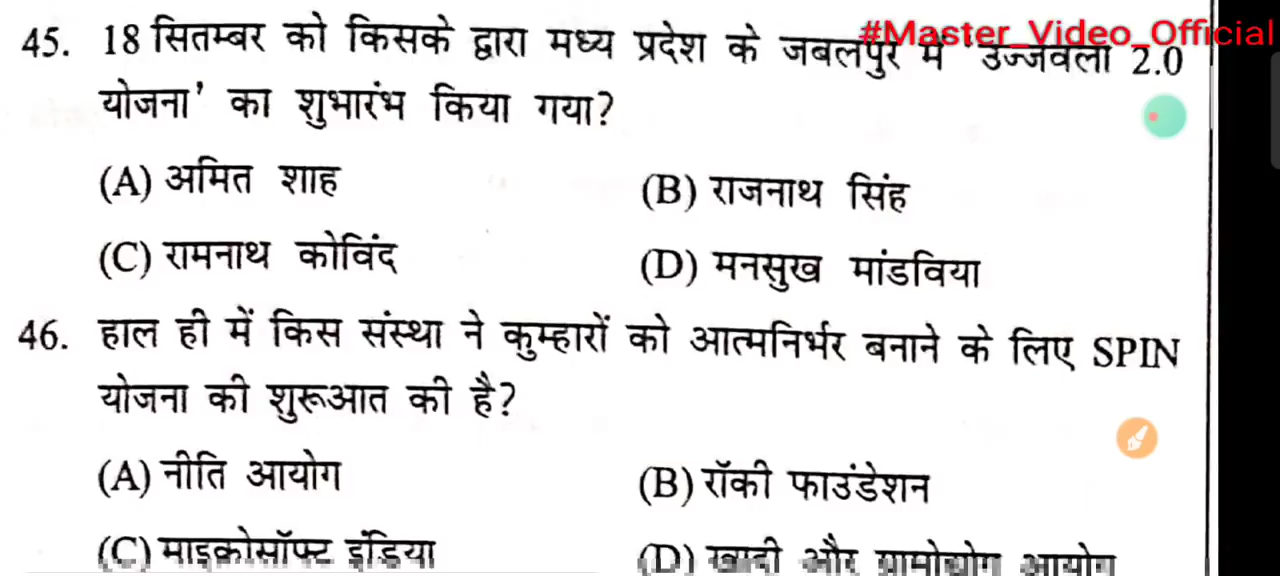 #Master_Video_Official
45. 18 सितम्बर को किसके द्वारा मध्य प्रदेश के जबलपुर में 'उज्जवला 2.0
योजना' का शुभारंभ किया गया?
(A) अमित शाह (B) राजनाथ सिंह
(C) रामनाथ कोविंद (D) मनसुख मांडविया
46. हाल ही में किस संस्था ने कुम्हारों को आत्मनिर्भर बनाने के लिए SPIN
योजना की शुरूआत की है?
(A) नीति आयोग (B) रॉकी फाउंडेशन
(C) माइक्रोसॉफ्ट इंडिया (D) खादी और ग्रामोद्योग आयोग